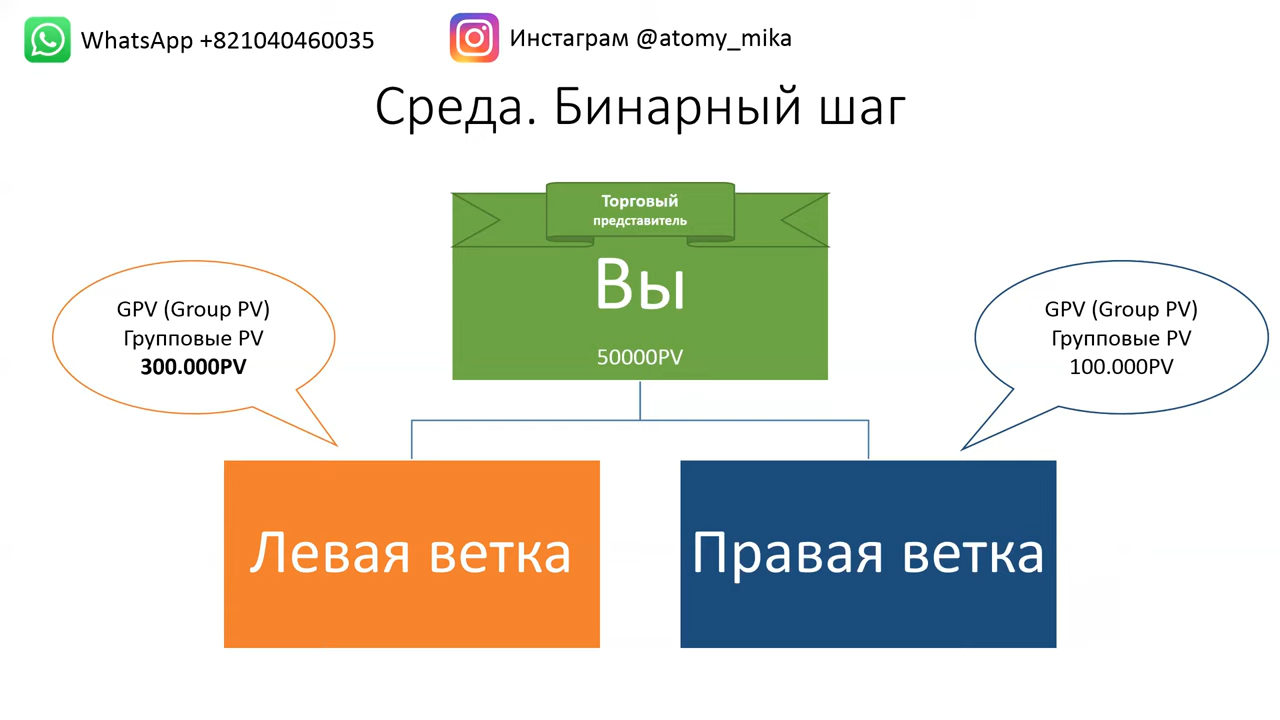 WhatsApp +821040460035
Инстаграм @atomy_mika
Среда. Бинарный шаг
Торговый
представитель
Вы
50000PV
GPV (Group PV)
Групповые PV
300.000PV
GPV (Group PV)
Групповые PV
100.000PV
Левая ветка
Правая ветка